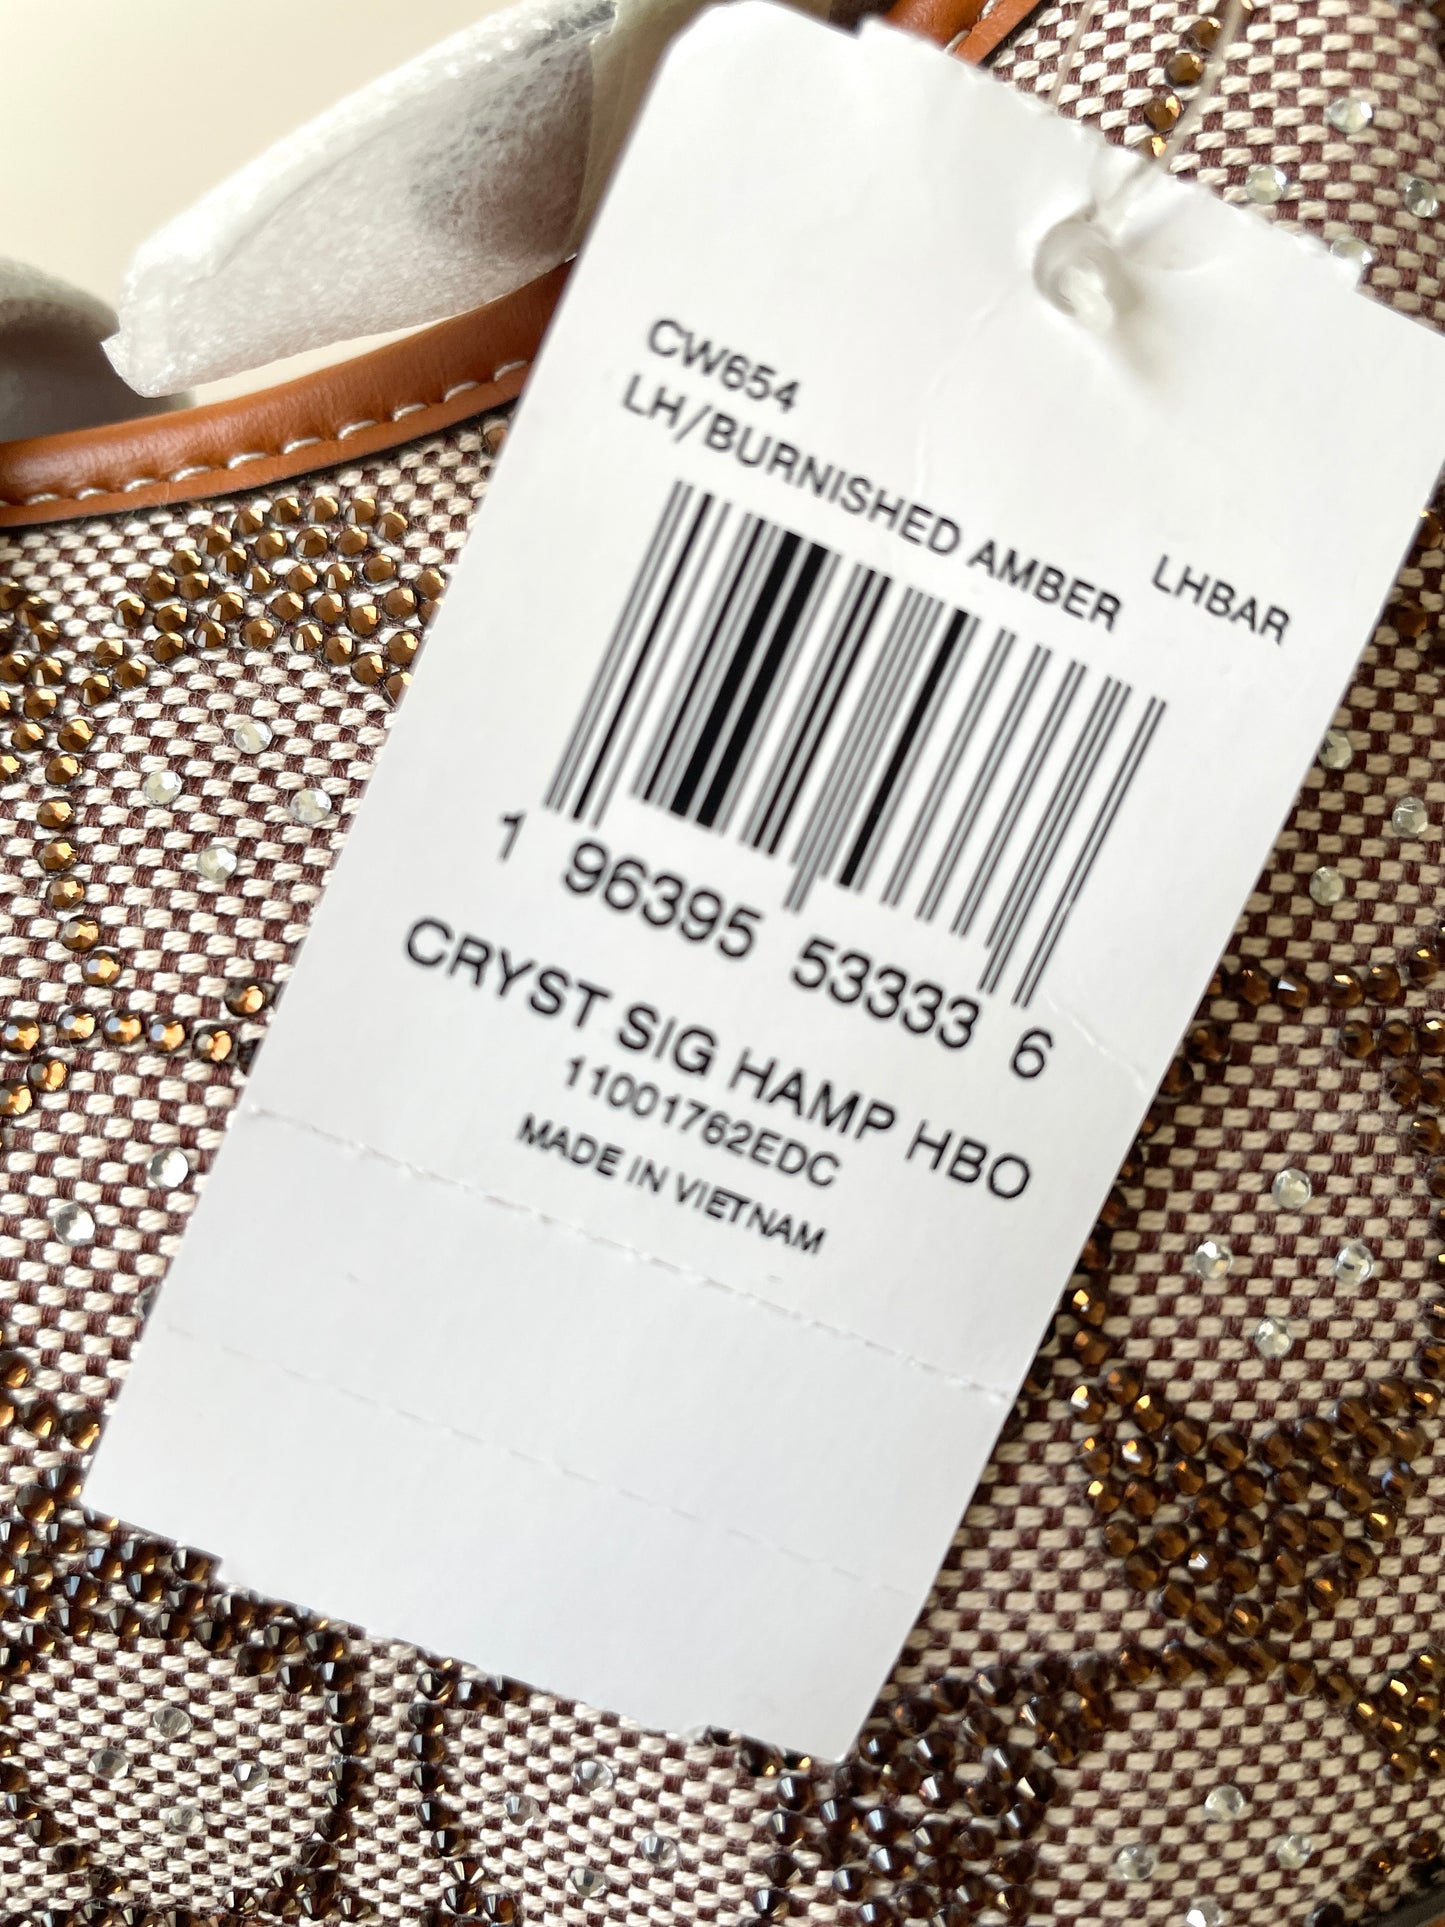 CW654
LH/BURNISHED AMBER LHBAR
1 96395 53333 6
CRYST SIG HAMP HBO
11001762EDC
MADE IN VIETNAM